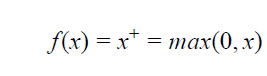 f(x) = x⁺ = max(0, x)